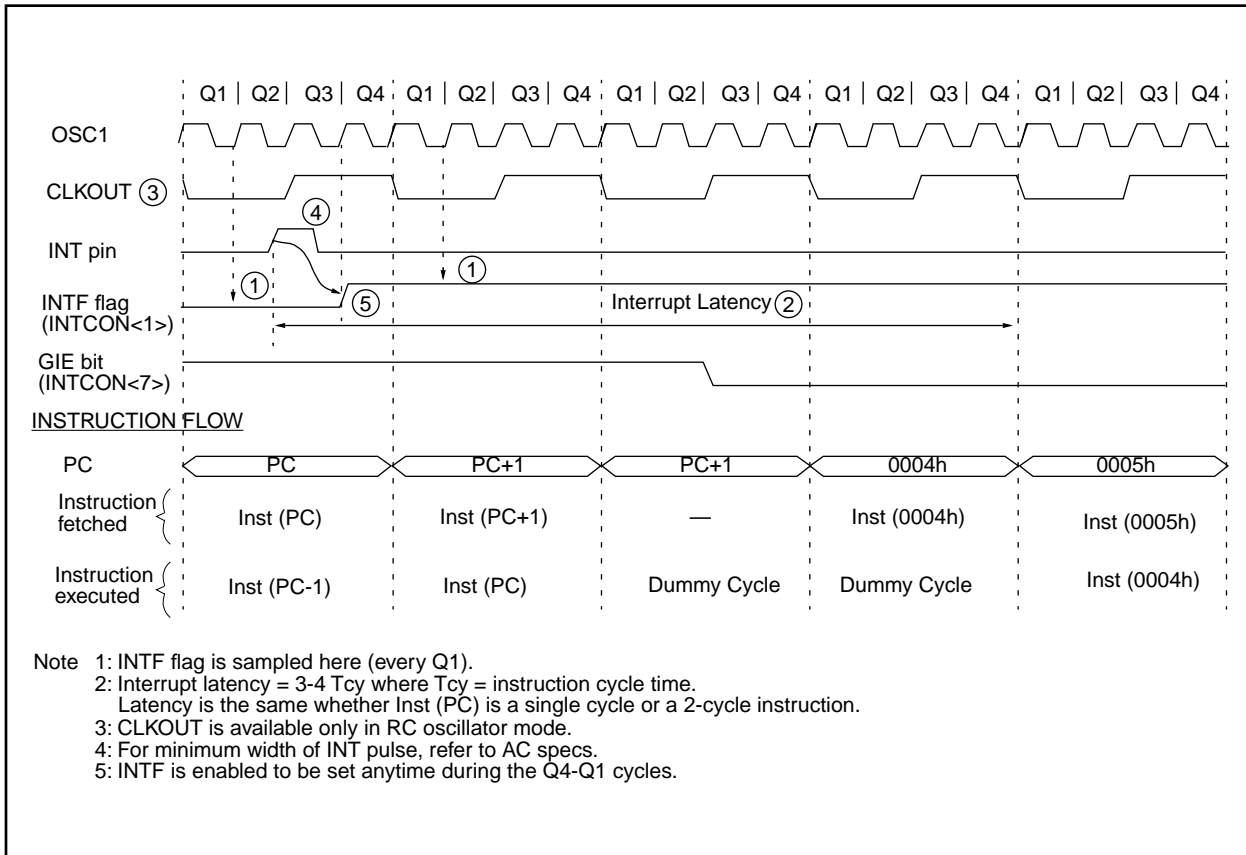 Q1 | Q2 | Q3 | Q4 Q1 | Q2 | Q3 | Q4 Q1 | Q2 | Q3 | Q4 Q1 | Q2 | Q3 | Q4 Q1 | Q2 | Q3 | Q4
OSC1
CLKOUT 3
4
INT pin
1 1
INTF flag
(INTCON<1>)
5
Interrupt Latency 2
GIE bit
(INTCON<7>)
INSTRUCTION FLOW
PC PC PC+1 PC+1 0004h 0005h
Instruction
fetched
Inst (PC) Inst (PC+1) — Inst (0004h) Inst (0005h)
Instruction
executed
Inst (PC-1) Inst (PC) Dummy Cycle Dummy Cycle Inst (0004h)
Note 1: INTF flag is sampled here (every Q1).
2: Interrupt latency = 3-4 Tcy where Tcy = instruction cycle time.
Latency is the same whether Inst (PC) is a single cycle or a 2-cycle instruction.
3: CLKOUT is available only in RC oscillator mode.
4: For minimum width of INT pulse, refer to AC specs.
5: INTF is enabled to be set anytime during the Q4-Q1 cycles.